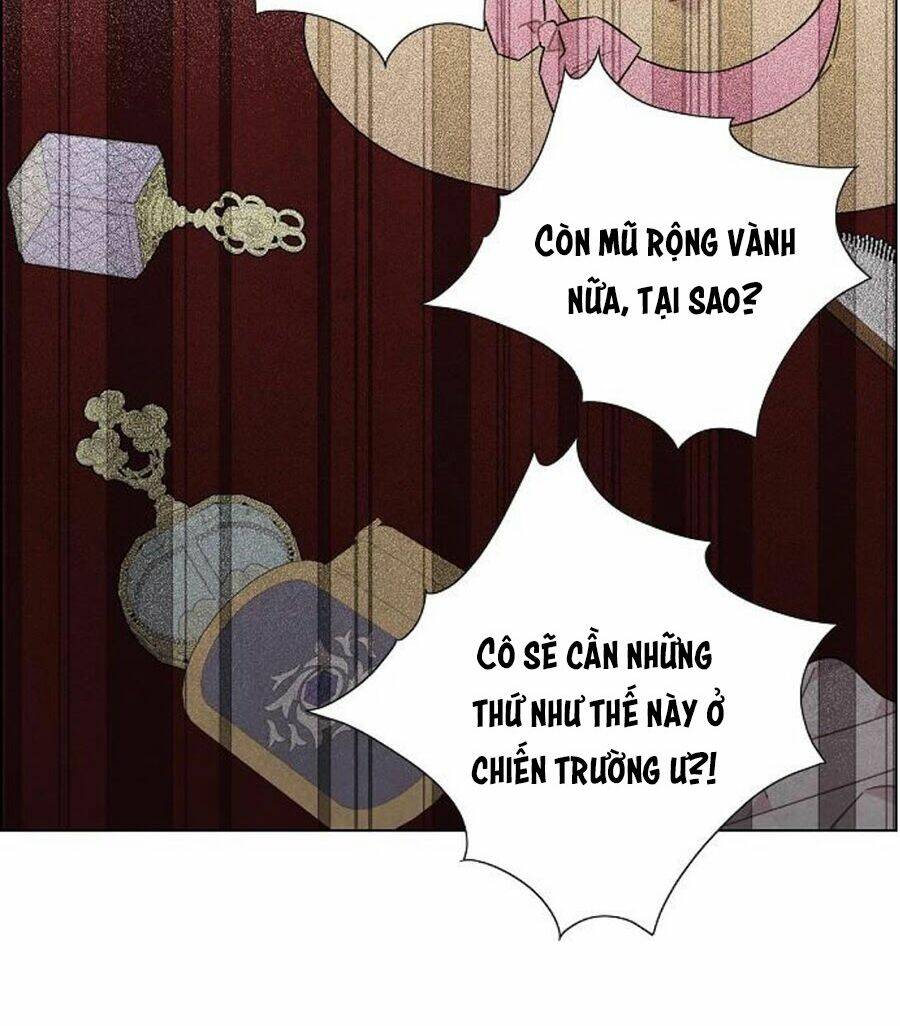 CÒN MŨ RỘNG VÀNH
NỮA, TẠI SAO?
CÔ SẼ CẦN NHỮNG
THỨ NHƯ THẾ NÀY Ở
CHIẾN TRƯỜNG Ư?!